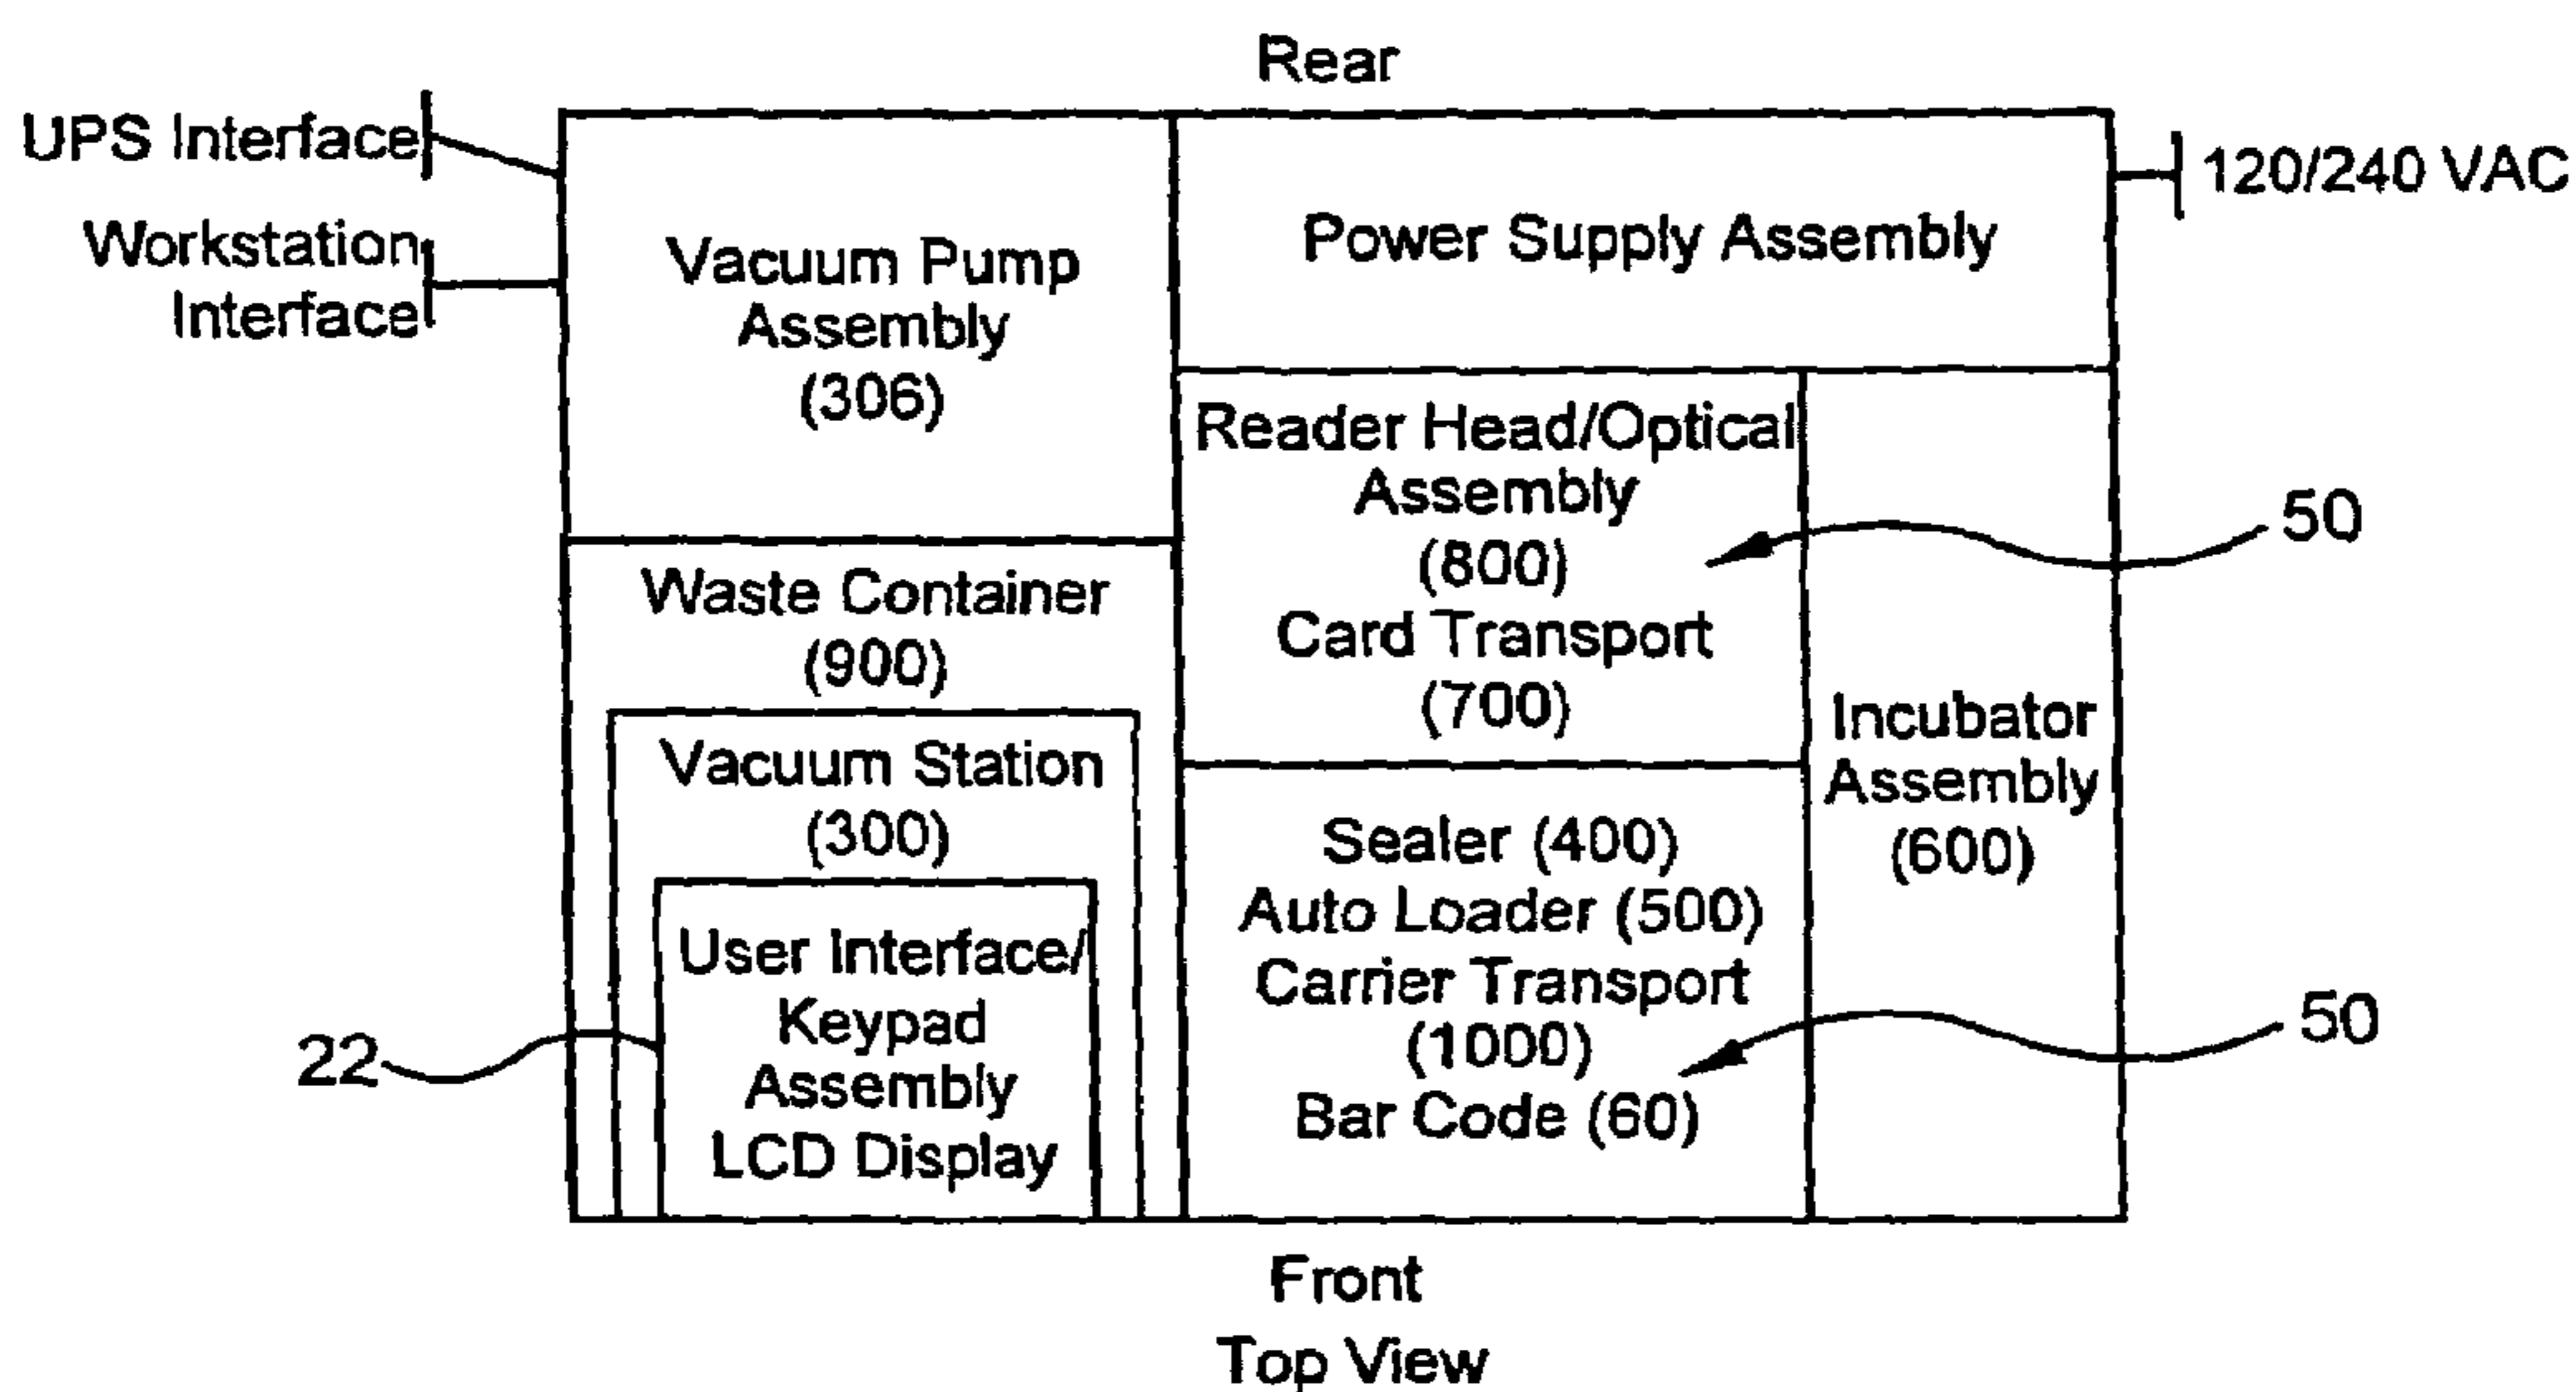 Rear
UPS Interface
120/240 VAC
Workstation
Interface
Vacuum Pump
Assembly
(306)
Power Supply Assembly
Reader Head/Optical
Assembly
(800)
Card Transport
(700)
50
Waste Container
(900)
Vacuum Station
(300)
Incubator
Assembly
(600)
User Interface/
Keypad
Assembly
LCD Display
22
Sealer (400)
Auto Loader (500)
Carrier Transport
(1000)
Bar Code (60)
50
Front
Top View